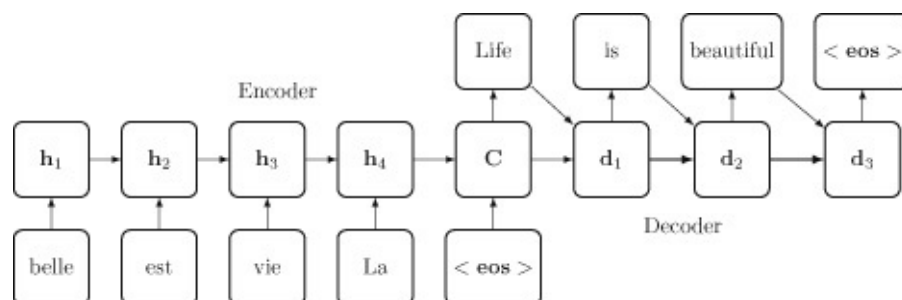 Life is beautiful < eos >
Encoder
h₁ h₂ h₃ h₄ C d₁ d₂ d₃
Decoder
belle est vie La < eos >